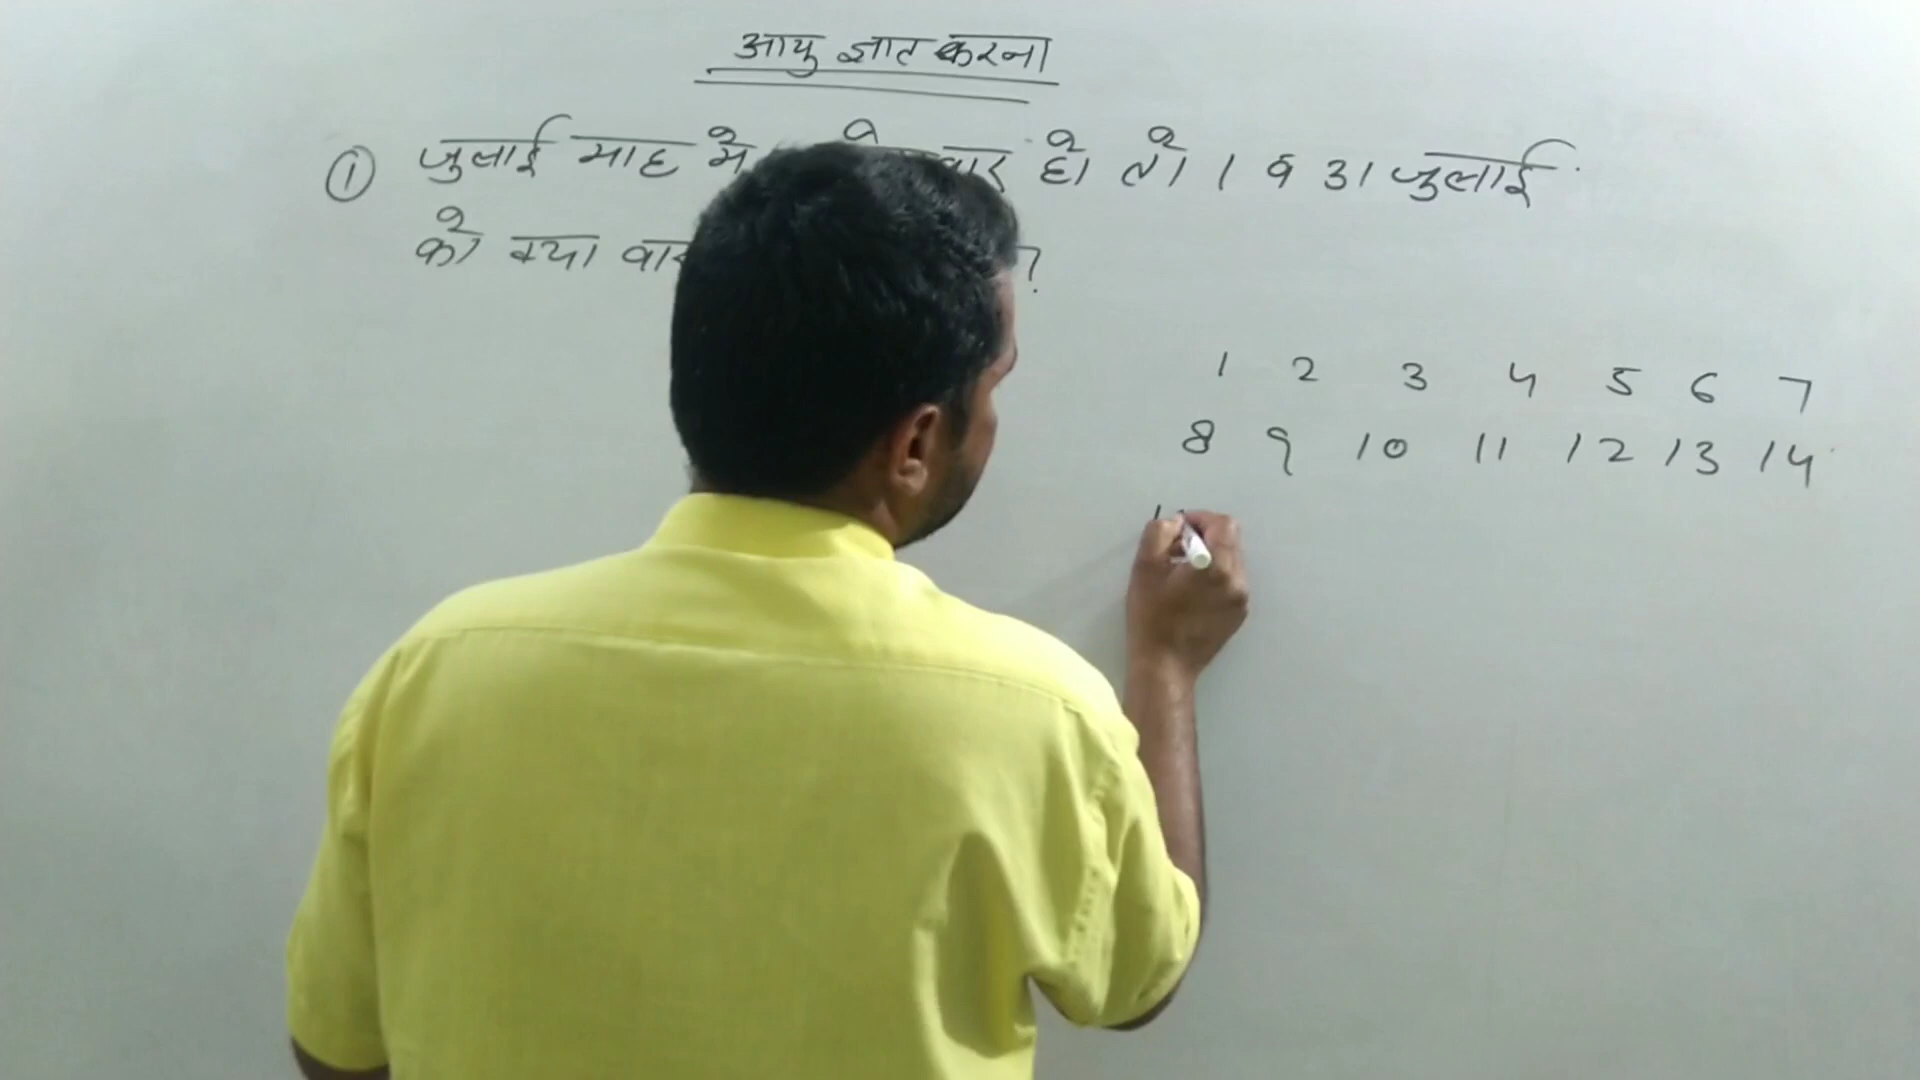 आयु ज्ञात करना
① जुलाई माह मे हो तो 1 व 31 जुलाई
को क्या ?
1 2 3 4 5 6 7
8 9 10 11 12 13 14